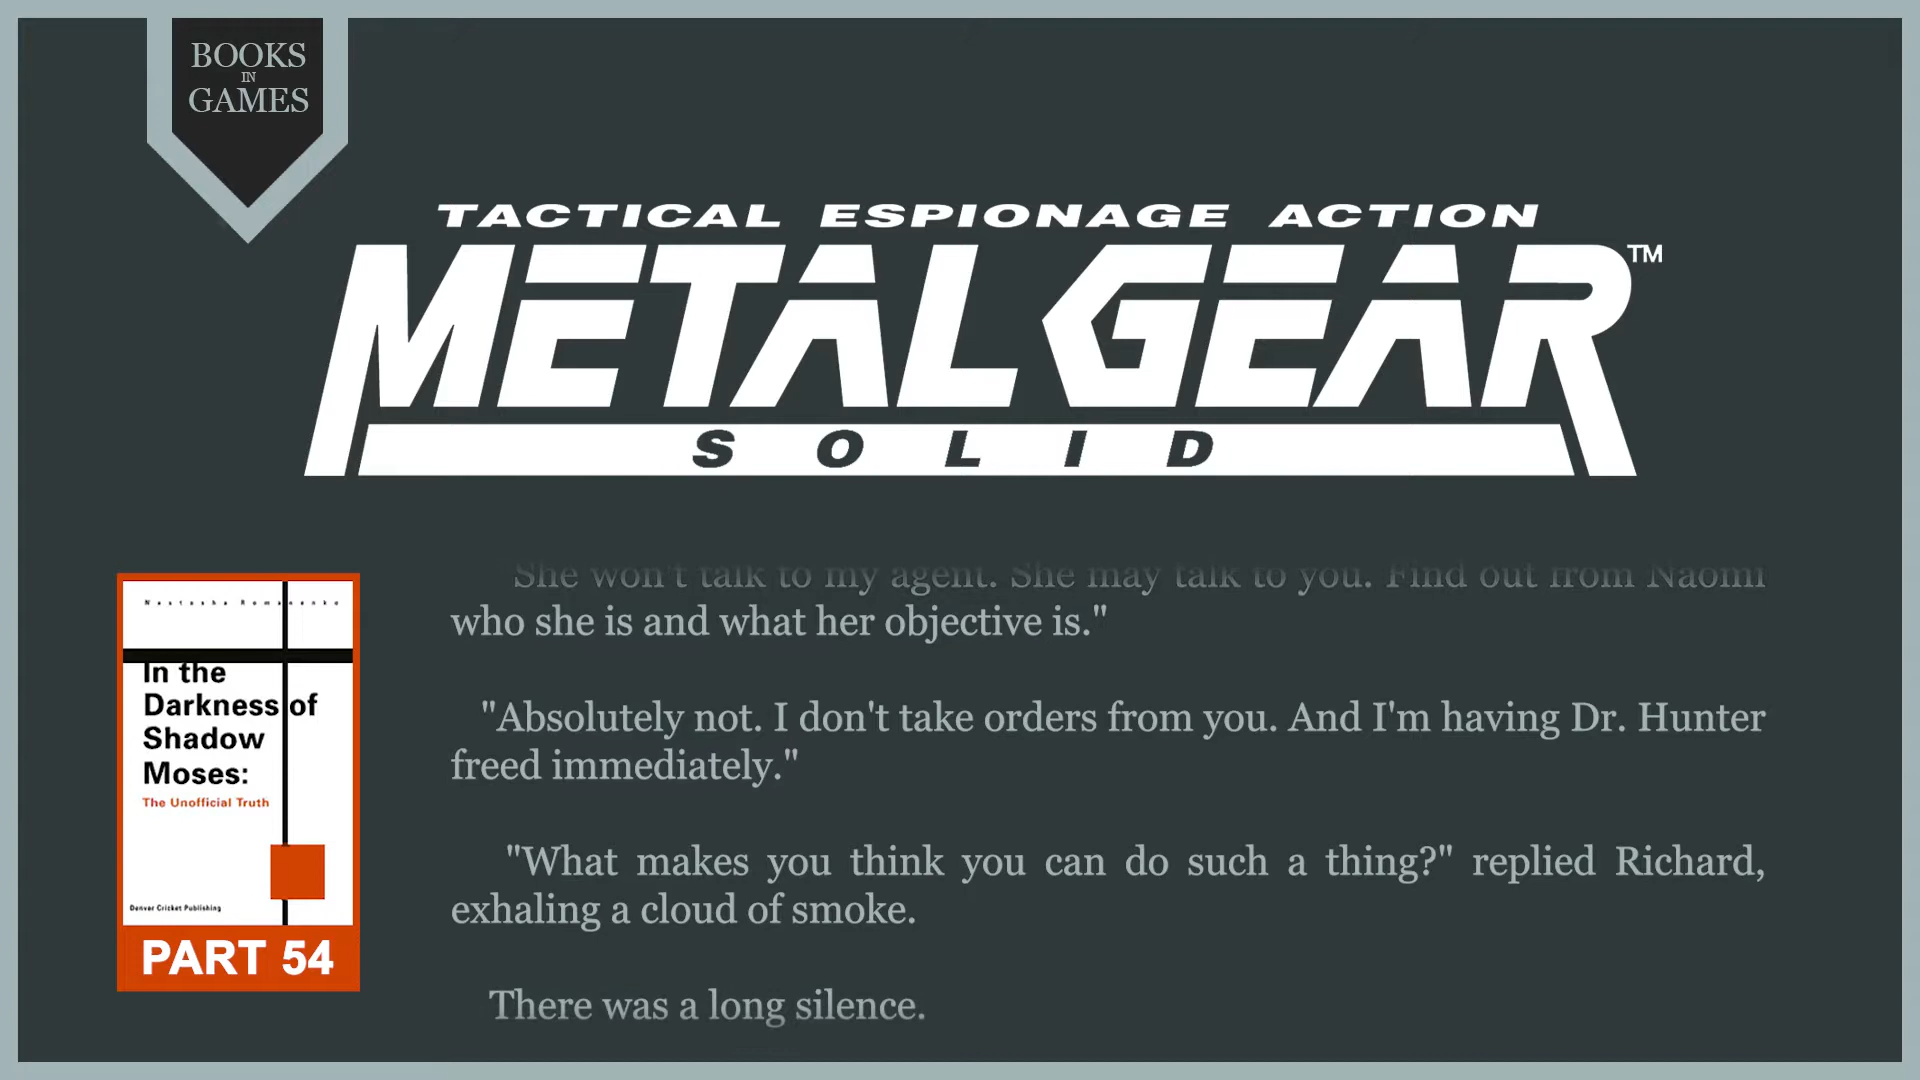 BOOKS
IN
GAMES
TACTICAL ESPIONAGE ACTION
METAL GEAR™
SOLID
Nastasha Romanenko
In the
Darkness of
Shadow
Moses:
The Unofficial Truth
Denver Cricket Publishing
PART 54
She won't talk to my agent. She may talk to you. Find out from Naomi
who she is and what her objective is."
"Absolutely not. I don't take orders from you. And I'm having Dr. Hunter
freed immediately."
"What makes you think you can do such a thing?" replied Richard,
exhaling a cloud of smoke.
There was a long silence.